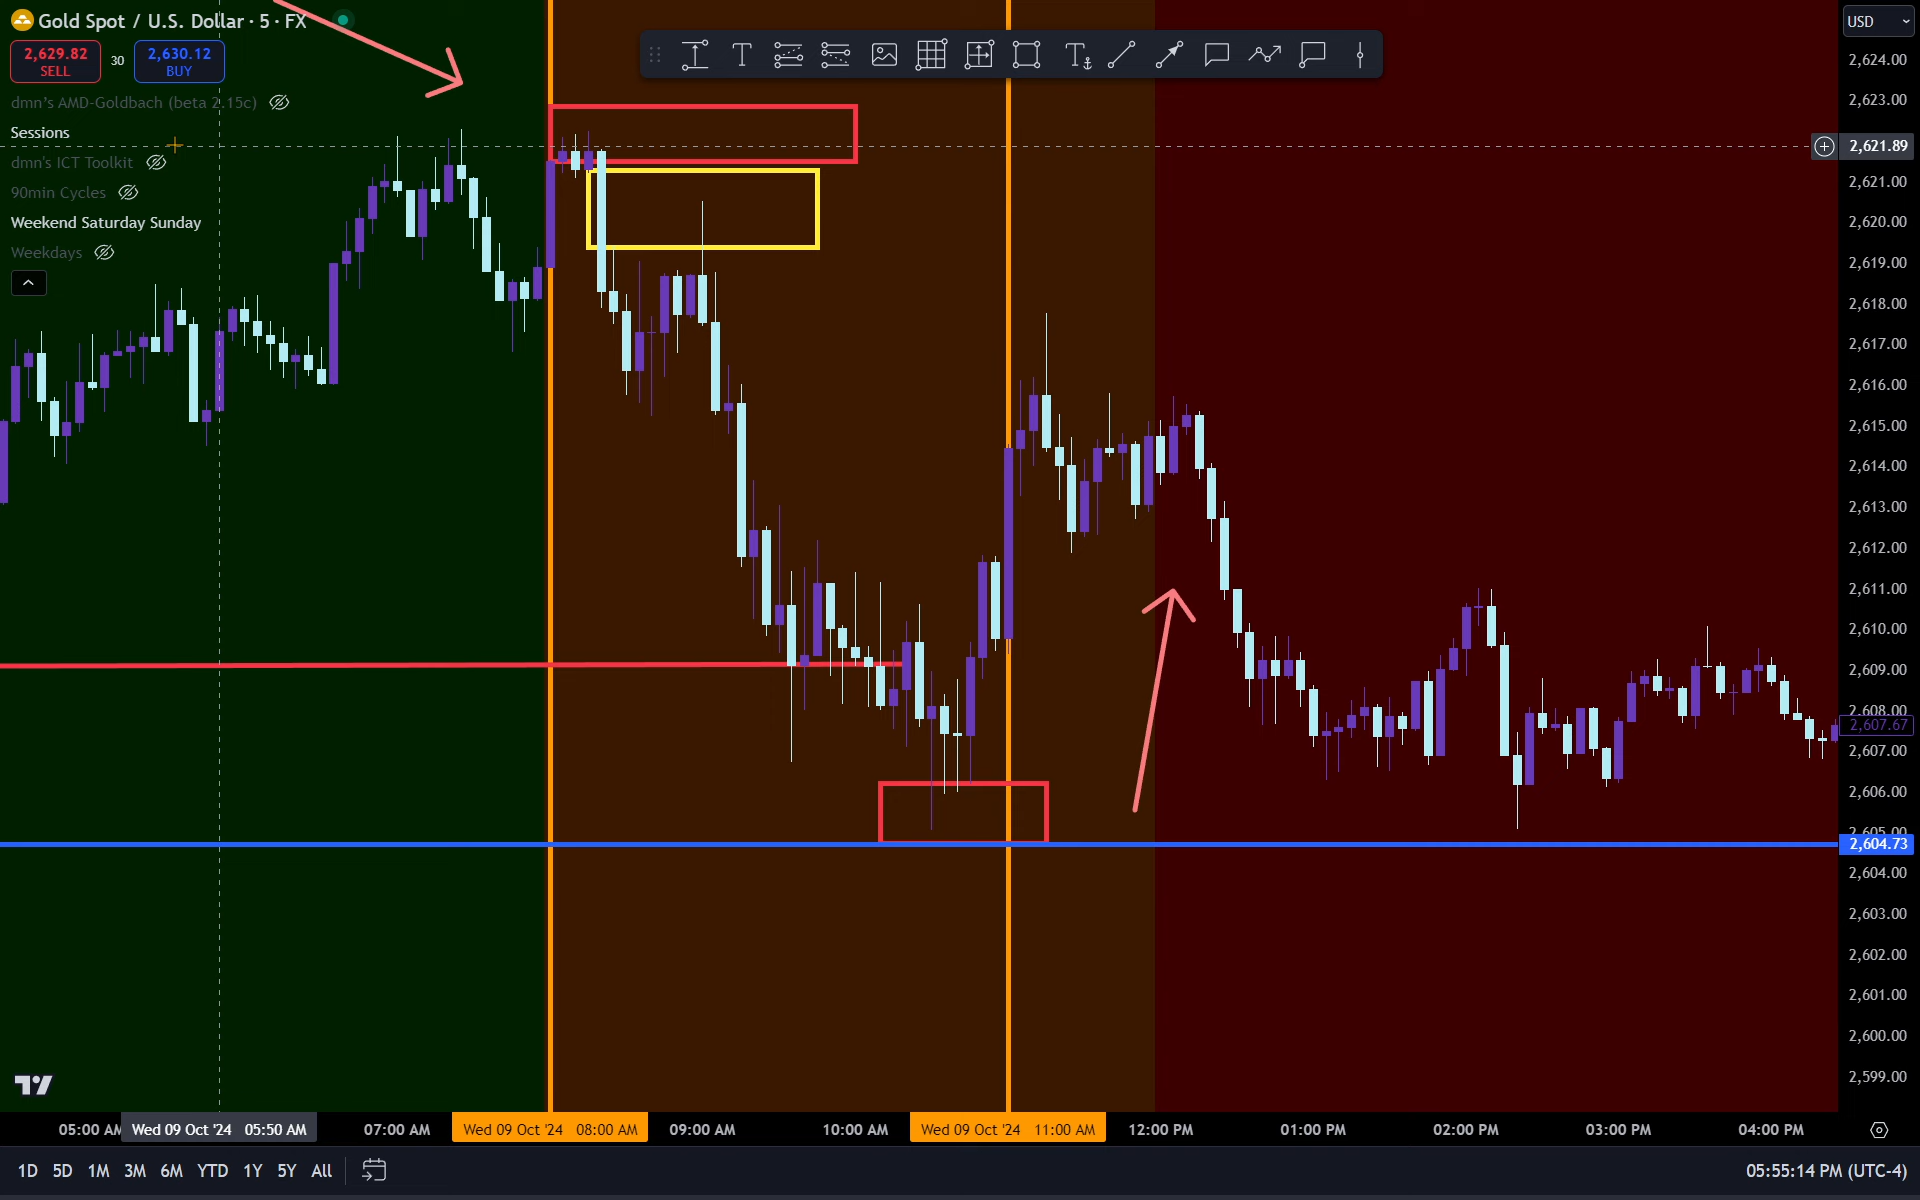 Gold Spot / U.S. Dollar · 5 · FX
2,629.82
SELL
30
2,630.12
BUY
dmn's AMD-Goldbach (beta 2.15c)
Sessions
dmn's ICT Toolkit
90min Cycles
Weekend Saturday Sunday
Weekdays
USD
2,624.00
2,623.00
2,621.89
2,621.00
2,620.00
2,619.00
2,618.00
2,617.00
2,616.00
2,615.00
2,614.00
2,613.00
2,612.00
2,611.00
2,610.00
2,609.00
2,608.00
2,607.67
2,607.00
2,606.00
2,605.00
2,604.73
2,604.00
2,603.00
2,602.00
2,601.00
2,600.00
2,599.00
05:00 AM Wed 09 Oct '24 05:50 AM 07:00 AM Wed 09 Oct '24 08:00 AM 09:00 AM 10:00 AM Wed 09 Oct '24 11:00 AM 12:00 PM 01:00 PM 02:00 PM 03:00 PM 04:00 PM
1D 5D 1M 3M 6M YTD 1Y 5Y All 05:55:14 PM (UTC-4)